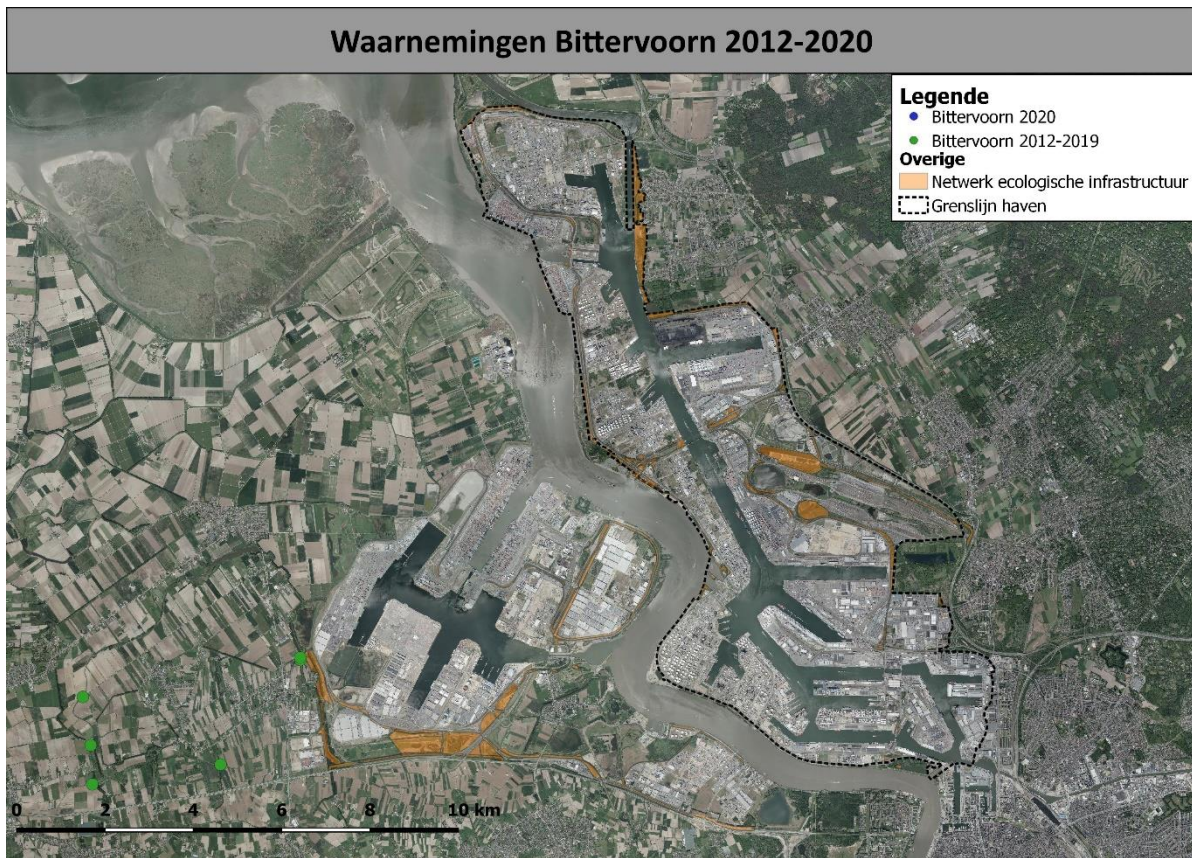 Waarnemingen Bittervoorn 2012-2020
Legende
Bittervoorn 2020
Bittervoorn 2012-2019
Overige
Netwerk ecologische infrastructuur
Grenslijn haven
0 2 4 6 8 10 km